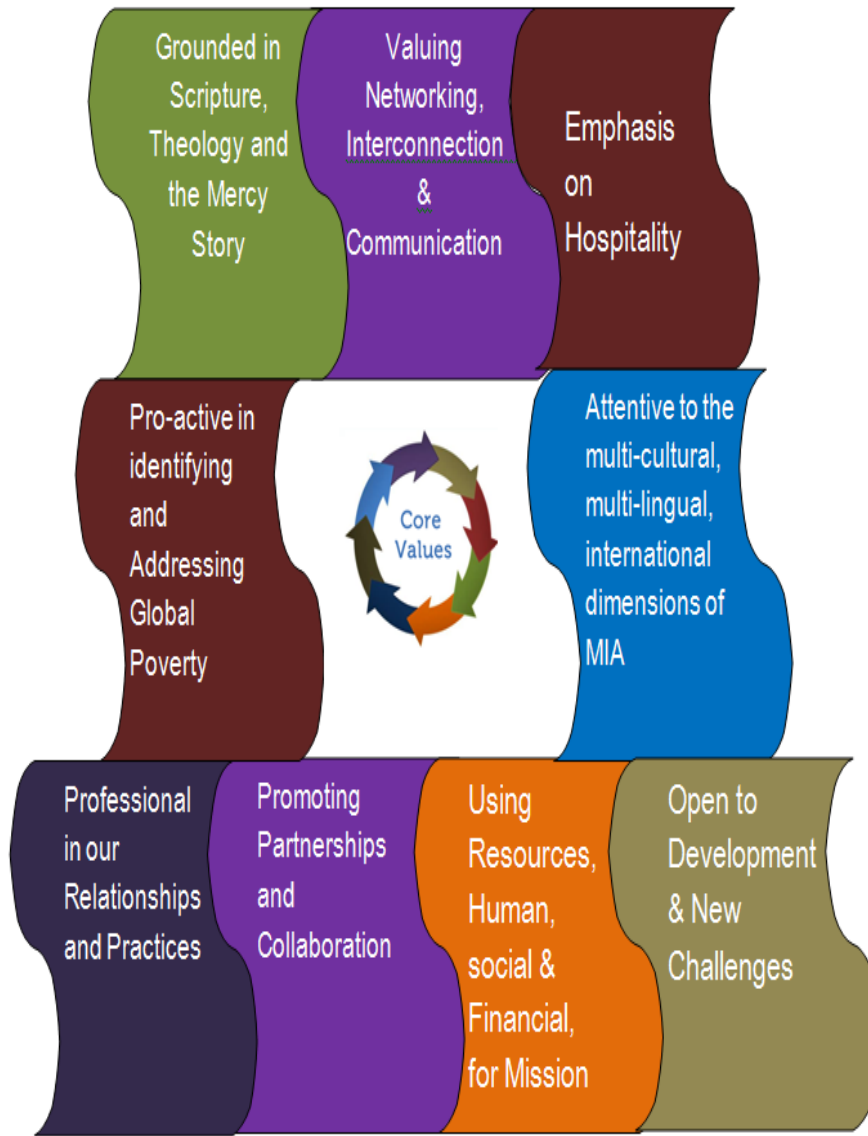 Grounded in
Scripture,
Theology and
the Mercy
Story
Valuing
Networking,
Interconnection
&
Communication
Emphasis
on
Hospitality
Pro-active in
identifying
and
Addressing
Global
Poverty
Core
Values
Attentive to the
multi-cultural,
multi-lingual,
international
dimensions of
MIA
Professional
in our
Relationships
and Practices
Promoting
Partnerships
and
Collaboration
Using
Resources,
Human,
social &
Financial,
for Mission
Open to
Development
& New
Challenges